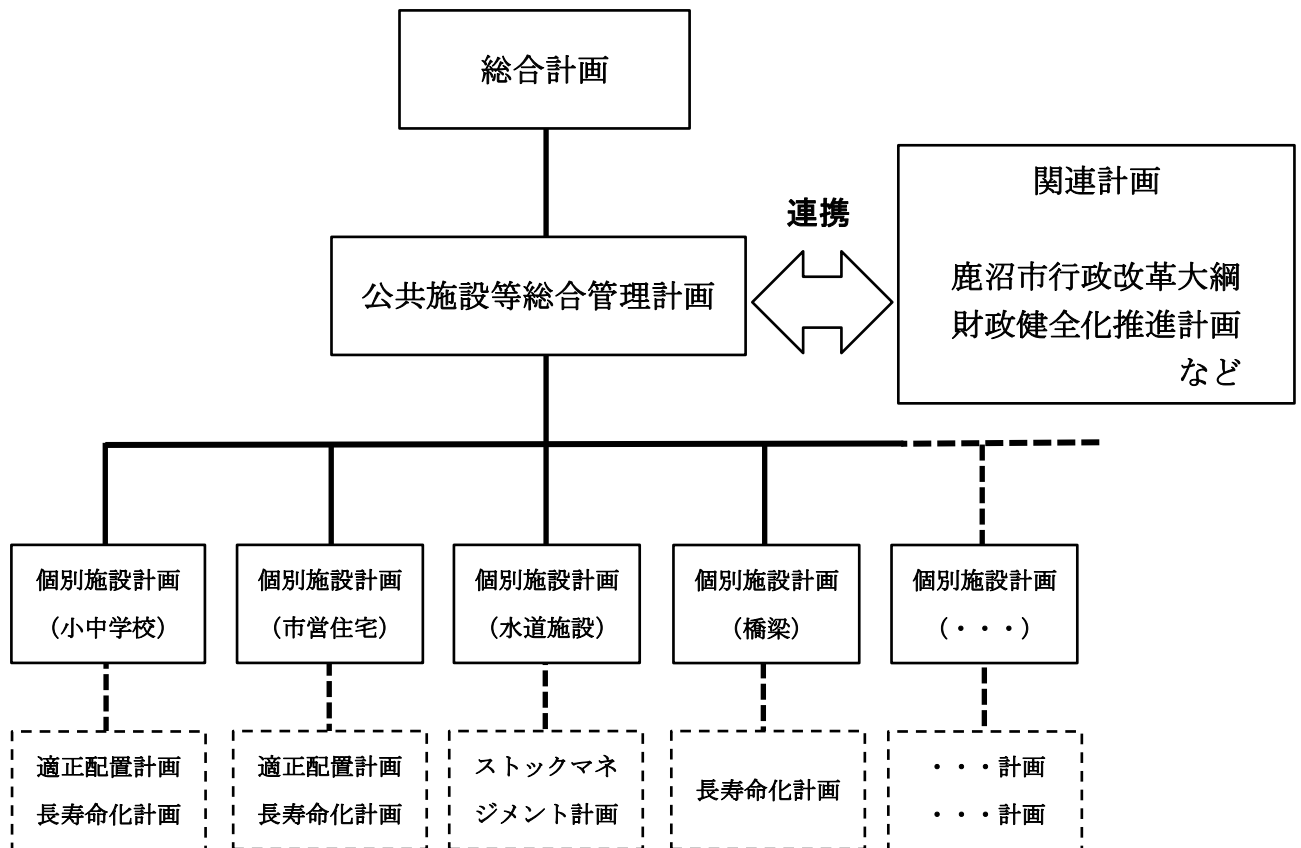 総合計画
関連計画
連携
鹿沼市行政改革大綱
公共施設等総合管理計画
財政健全化推進計画
など
個別施設計画
（小中学校）
個別施設計画
（市営住宅）
個別施設計画
（水道施設）
個別施設計画
（橋梁）
個別施設計画
（・・・）
適正配置計画
長寿命化計画
適正配置計画
長寿命化計画
ストックマネ
ジメント計画
長寿命化計画
・・・計画
・・・計画